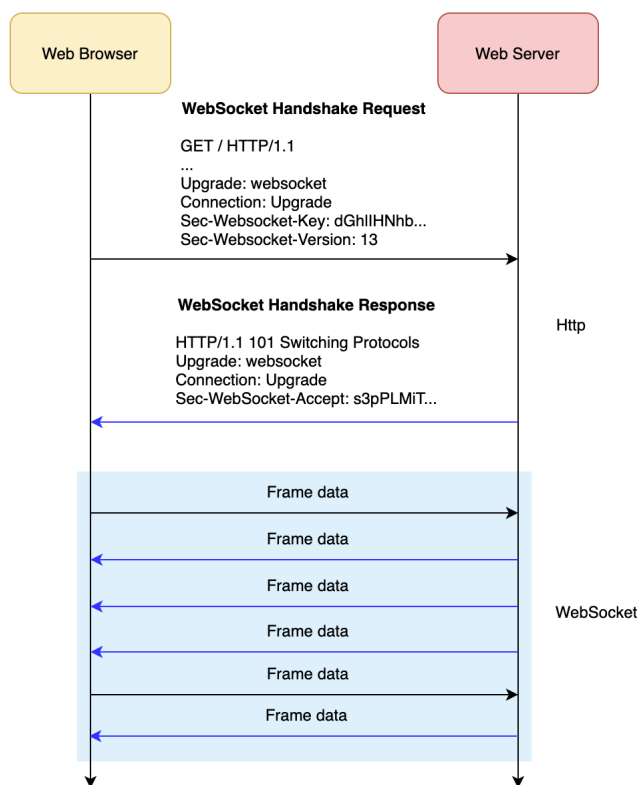 Web Browser
Web Server
WebSocket Handshake Request
GET / HTTP/1.1
...
Upgrade: websocket
Connection: Upgrade
Sec-Websocket-Key: dGhlIHNhb...
Sec-Websocket-Version: 13
WebSocket Handshake Response
Http
HTTP/1.1 101 Switching Protocols
Upgrade: websocket
Connection: Upgrade
Sec-WebSocket-Accept: s3pPLMiT...
Frame data
Frame data
Frame data
WebSocket
Frame data
Frame data
Frame data